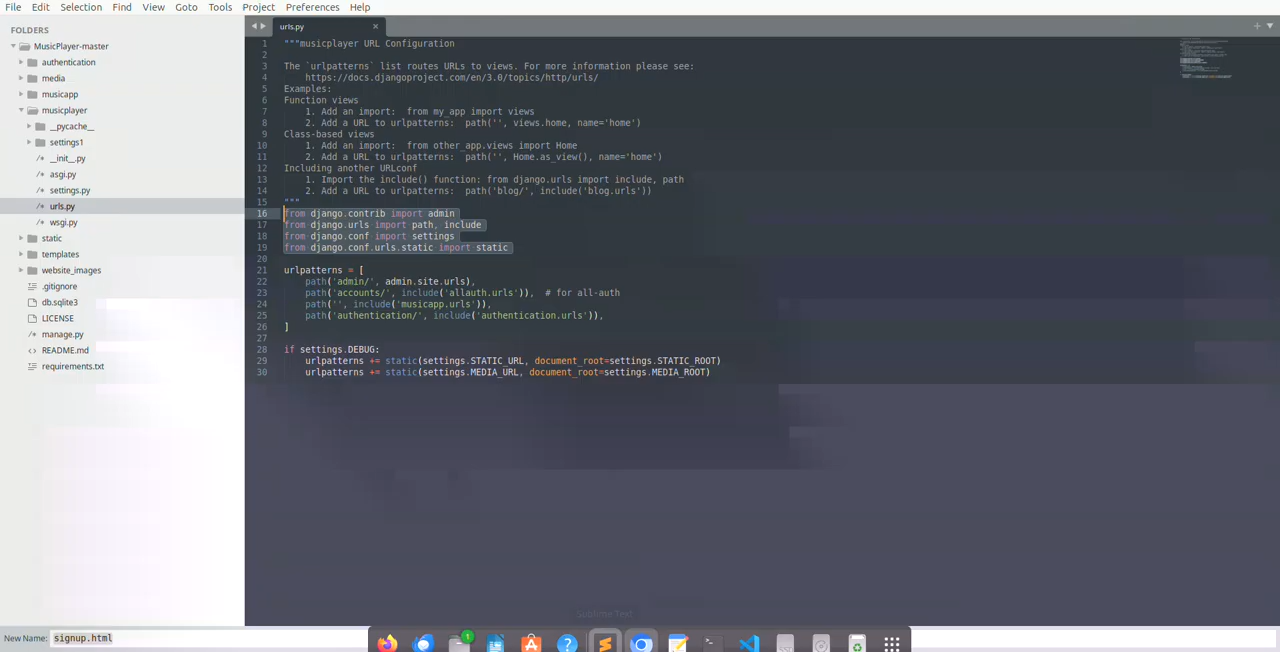 File Edit Selection Find View Goto Tools Project Preferences Help
FOLDERS
MusicPlayer-master
authentication
media
musicapp
musicplayer
__pycache__
settings1
__init__.py
asgi.py
settings.py
urls.py
wsgi.py
static
templates
website_images
.gitignore
db.sqlite3
LICENSE
manage.py
README.md
requirements.txt
urls.py
1 """musicplayer URL Configuration
2
3 The `urlpatterns` list routes URLs to views. For more information please see:
4     https://docs.djangoproject.com/en/3.0/topics/http/urls/
5 Examples:
6 Function views
7     1. Add an import:  from my_app import views
8     2. Add a URL to urlpatterns:  path('', views.home, name='home')
9 Class-based views
10     1. Add an import:  from other_app.views import Home
11     2. Add a URL to urlpatterns:  path('', Home.as_view(), name='home')
12 Including another URLconf
13     1. Import the include() function: from django.urls import include, path
14     2. Add a URL to urlpatterns:  path('blog/', include('blog.urls'))
15 """
16 from django.contrib import admin
17 from django.urls import path, include
18 from django.conf import settings
19 from django.conf.urls.static import static
20
21 urlpatterns = [
22     path('admin/', admin.site.urls),
23     path('accounts/', include('allauth.urls')),  # for all-auth
24     path('', include('musicapp.urls')),
25     path('authentication/', include('authentication.urls')),
26 ]
27
28 if settings.DEBUG:
29     urlpatterns += static(settings.STATIC_URL, document_root=settings.STATIC_ROOT)
30     urlpatterns += static(settings.MEDIA_URL, document_root=settings.MEDIA_ROOT)
Sublime Text
New Name: signup.html
1